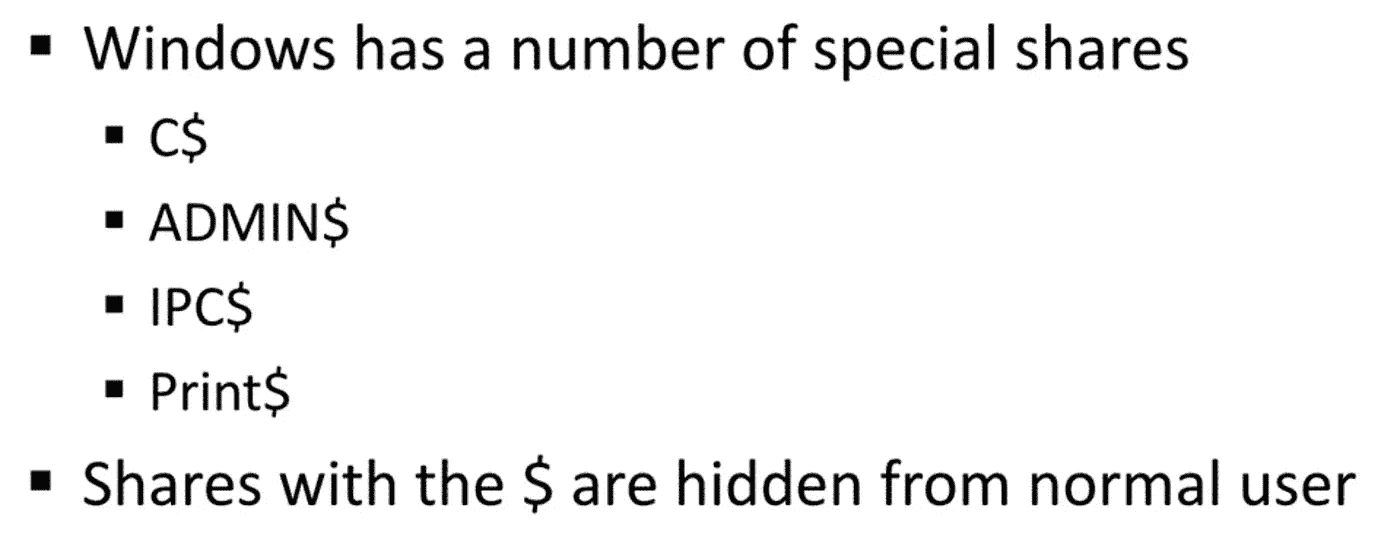 ▪ Windows has a number of special shares
▪ C$
▪ ADMIN$
▪ IPC$
▪ Print$
▪ Shares with the $ are hidden from normal user